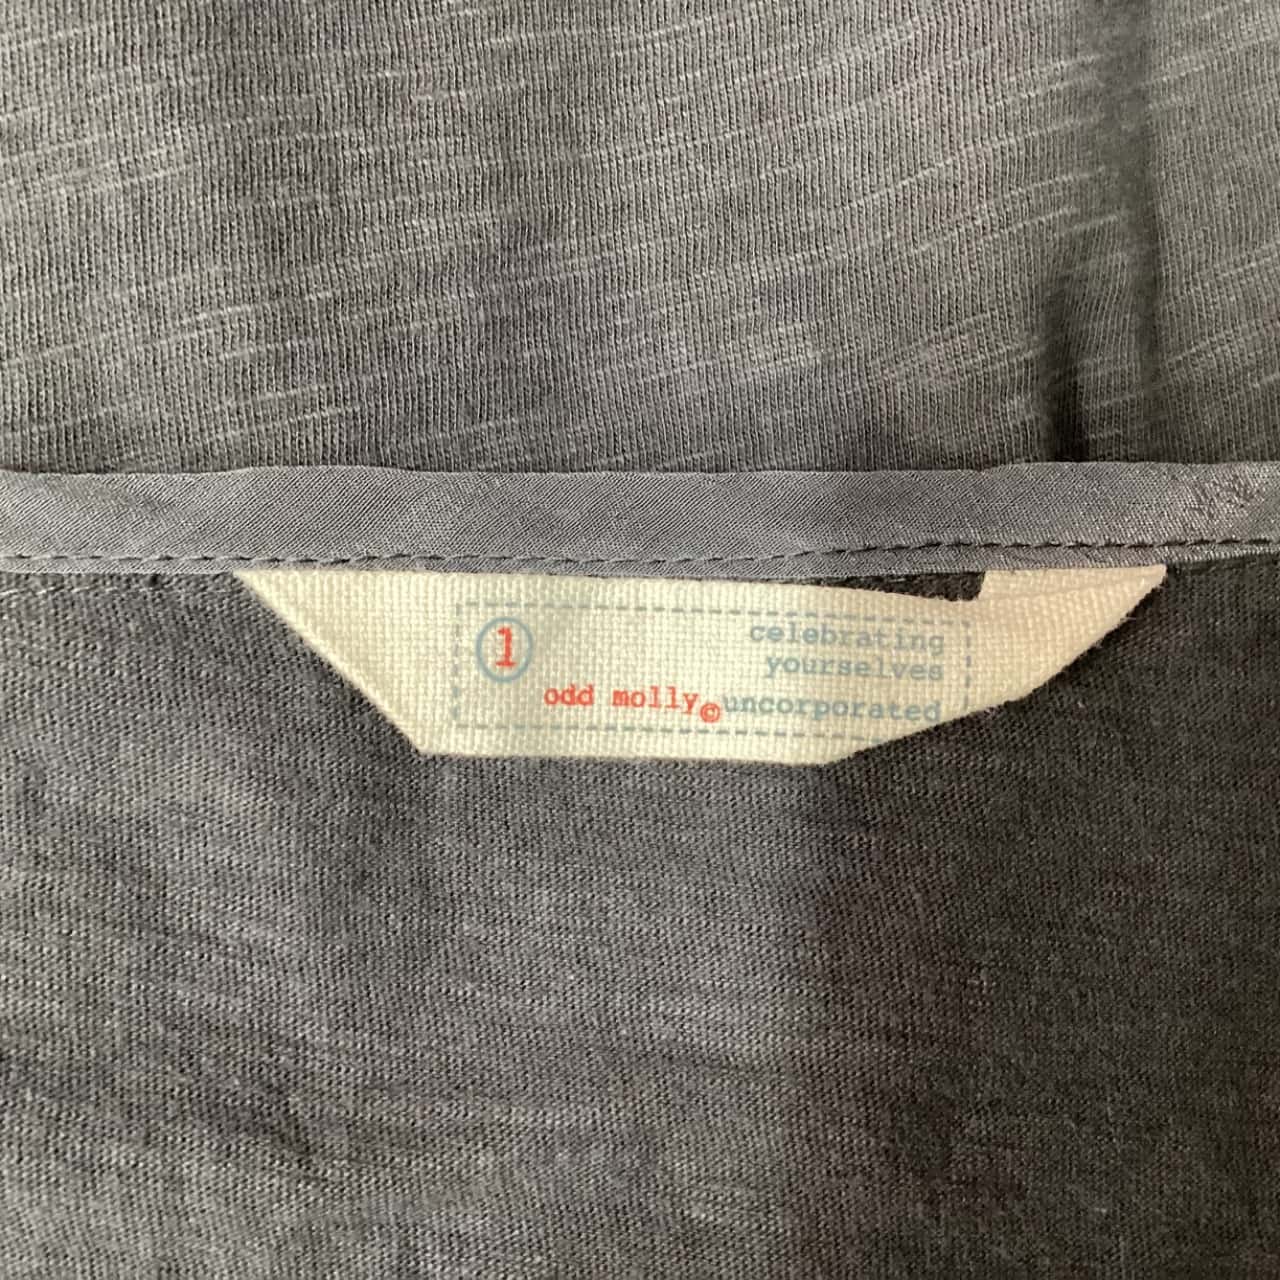 1
celebrating
yourselves
odd molly© uncorporated